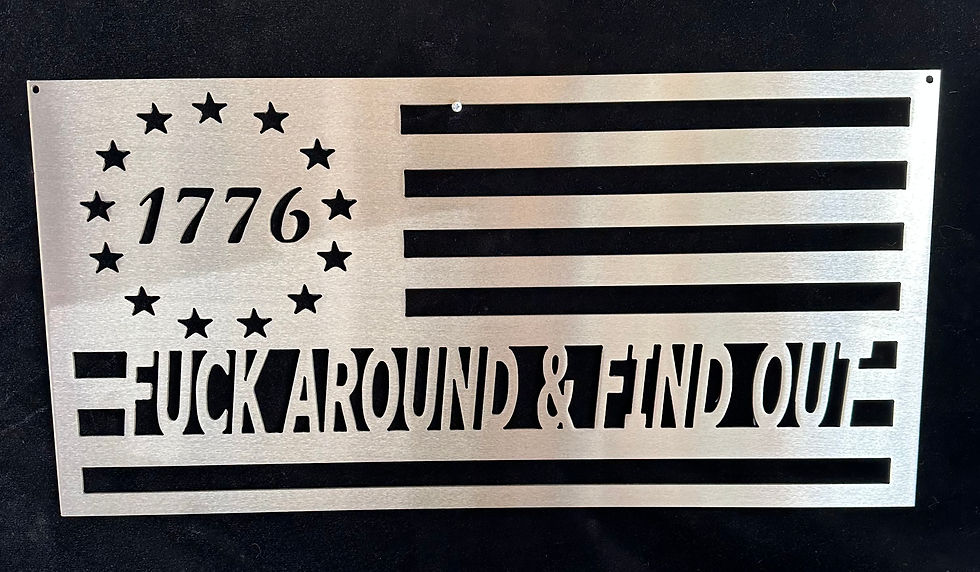 1776
FUCK AROUND & FIND OUT